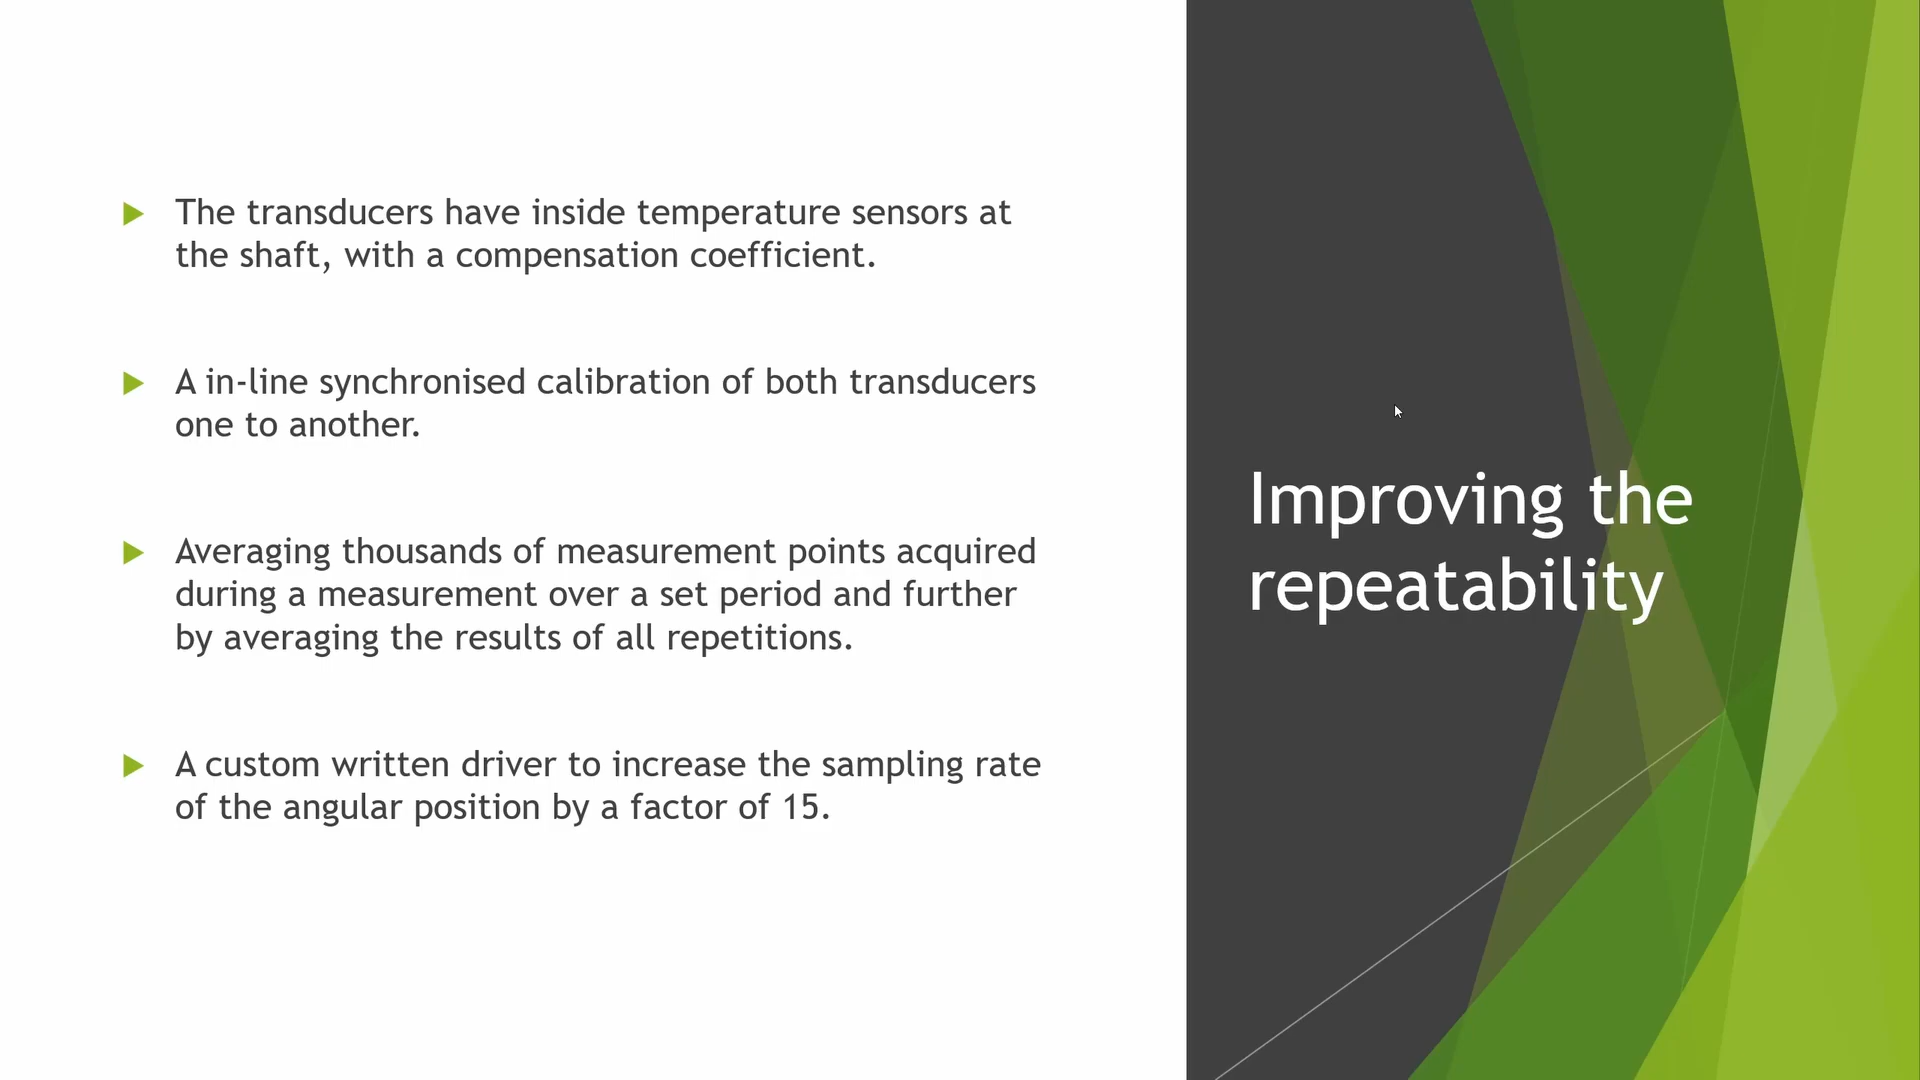 The transducers have inside temperature sensors at
the shaft, with a compensation coefficient.
A in-line synchronised calibration of both transducers
one to another.
Averaging thousands of measurement points acquired
during a measurement over a set period and further
by averaging the results of all repetitions.
A custom written driver to increase the sampling rate
of the angular position by a factor of 15.
Improving the
repeatability